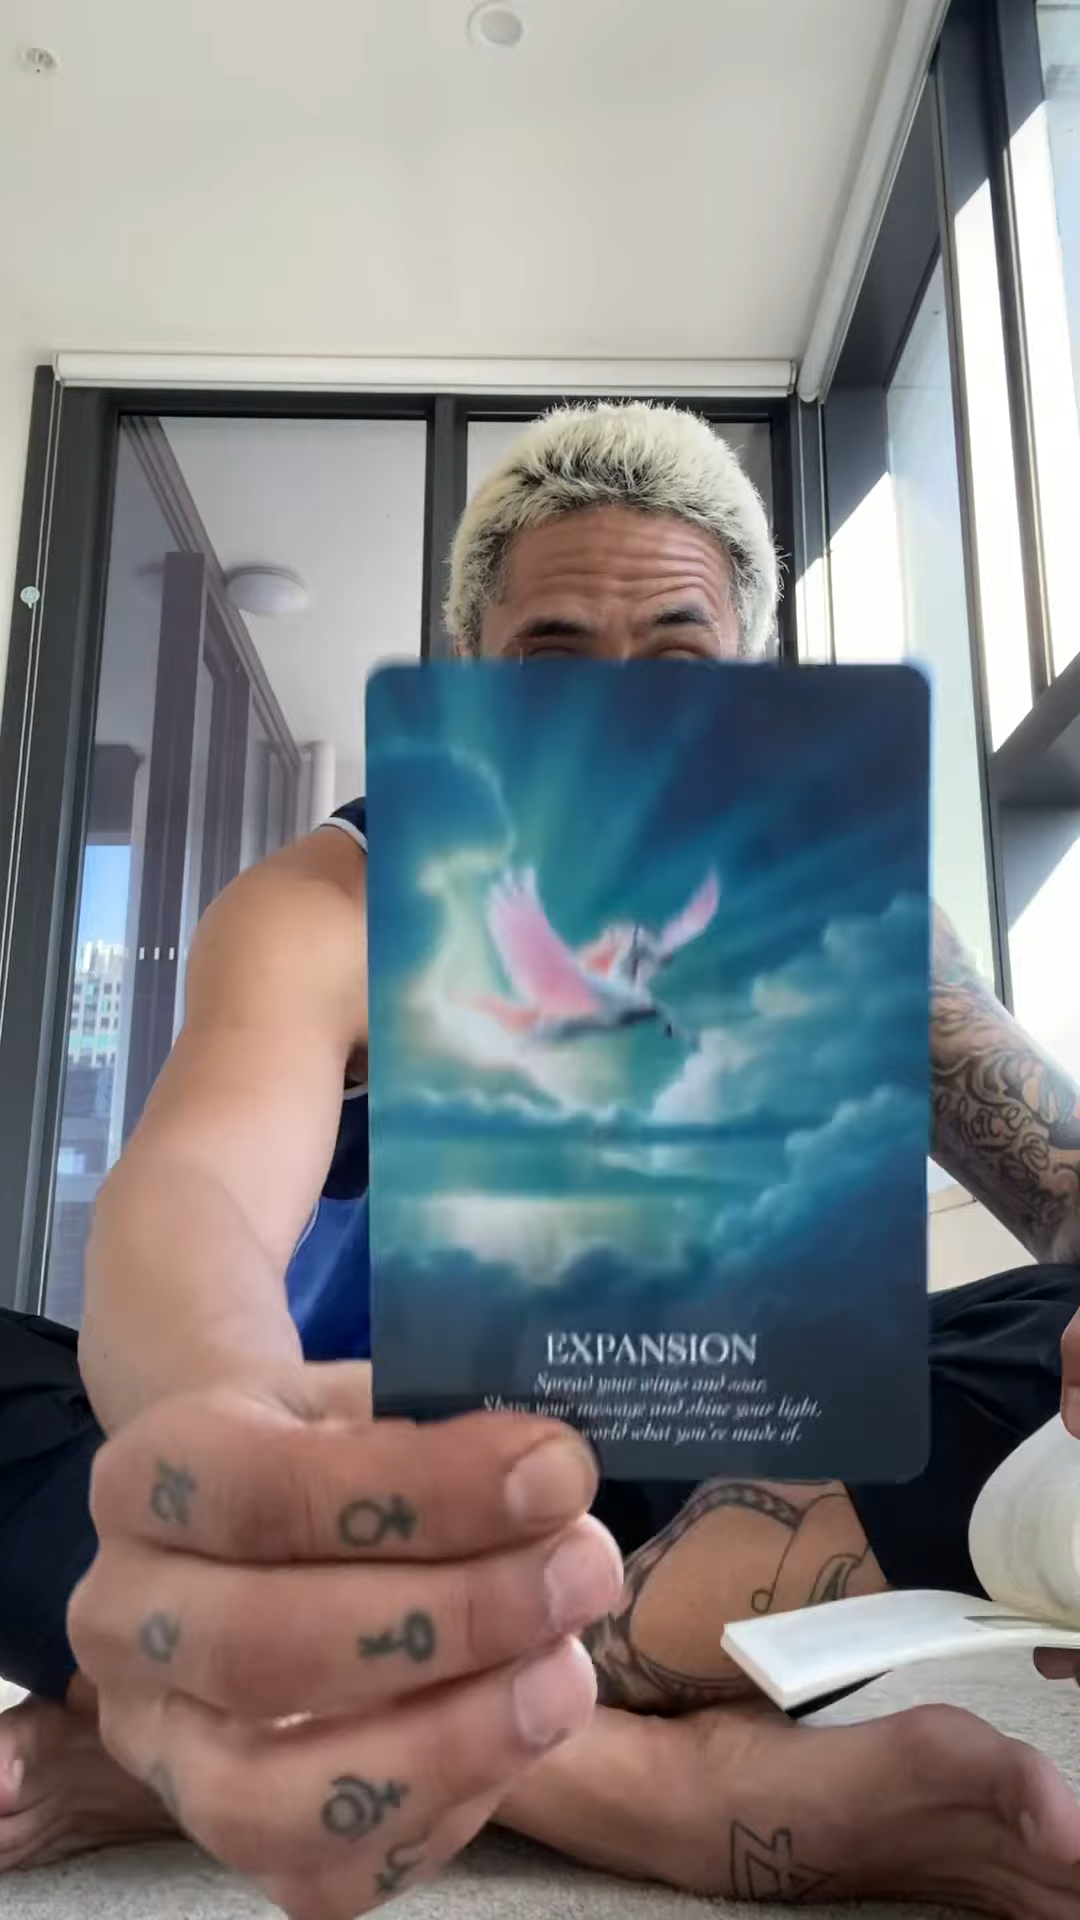 EXPANSION
Spread your wings and soar.
Share your message and shine your light,
world what you're made of.